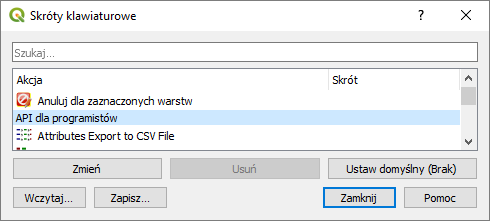 Skróty klawiaturowe
?
Szukaj...
Akcja Skrót
Anuluj dla zaznaczonych warstw
API dla programistów
Attributes Export to CSV File
Zmień Usuń Ustaw domyślny (Brak)
Wczytaj... Zapisz... Zamknij Pomoc